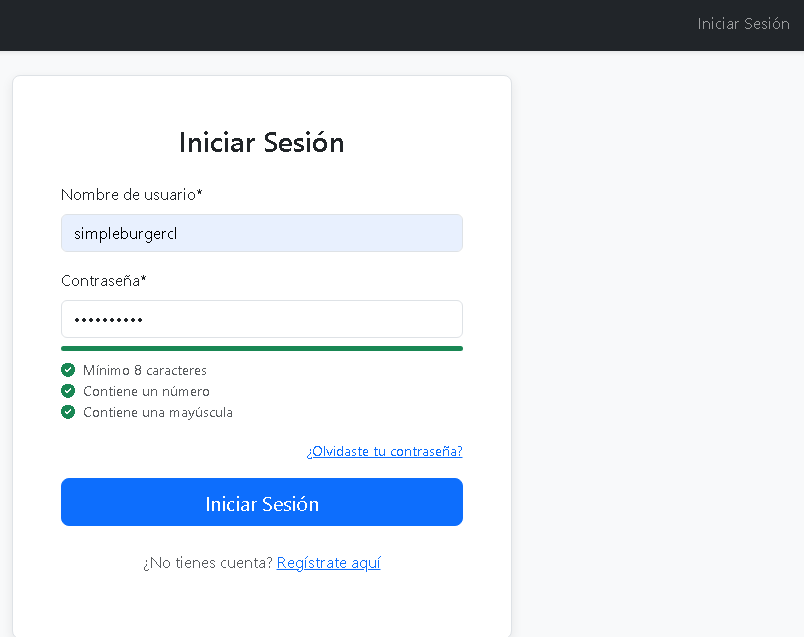 Iniciar Sesión
Iniciar Sesión
Nombre de usuario*
simpleburgercl
Contraseña*
••••••••••
Mínimo 8 caracteres
Contiene un número
Contiene una mayúscula
¿Olvidaste tu contraseña?
Iniciar Sesión
¿No tienes cuenta? Regístrate aquí